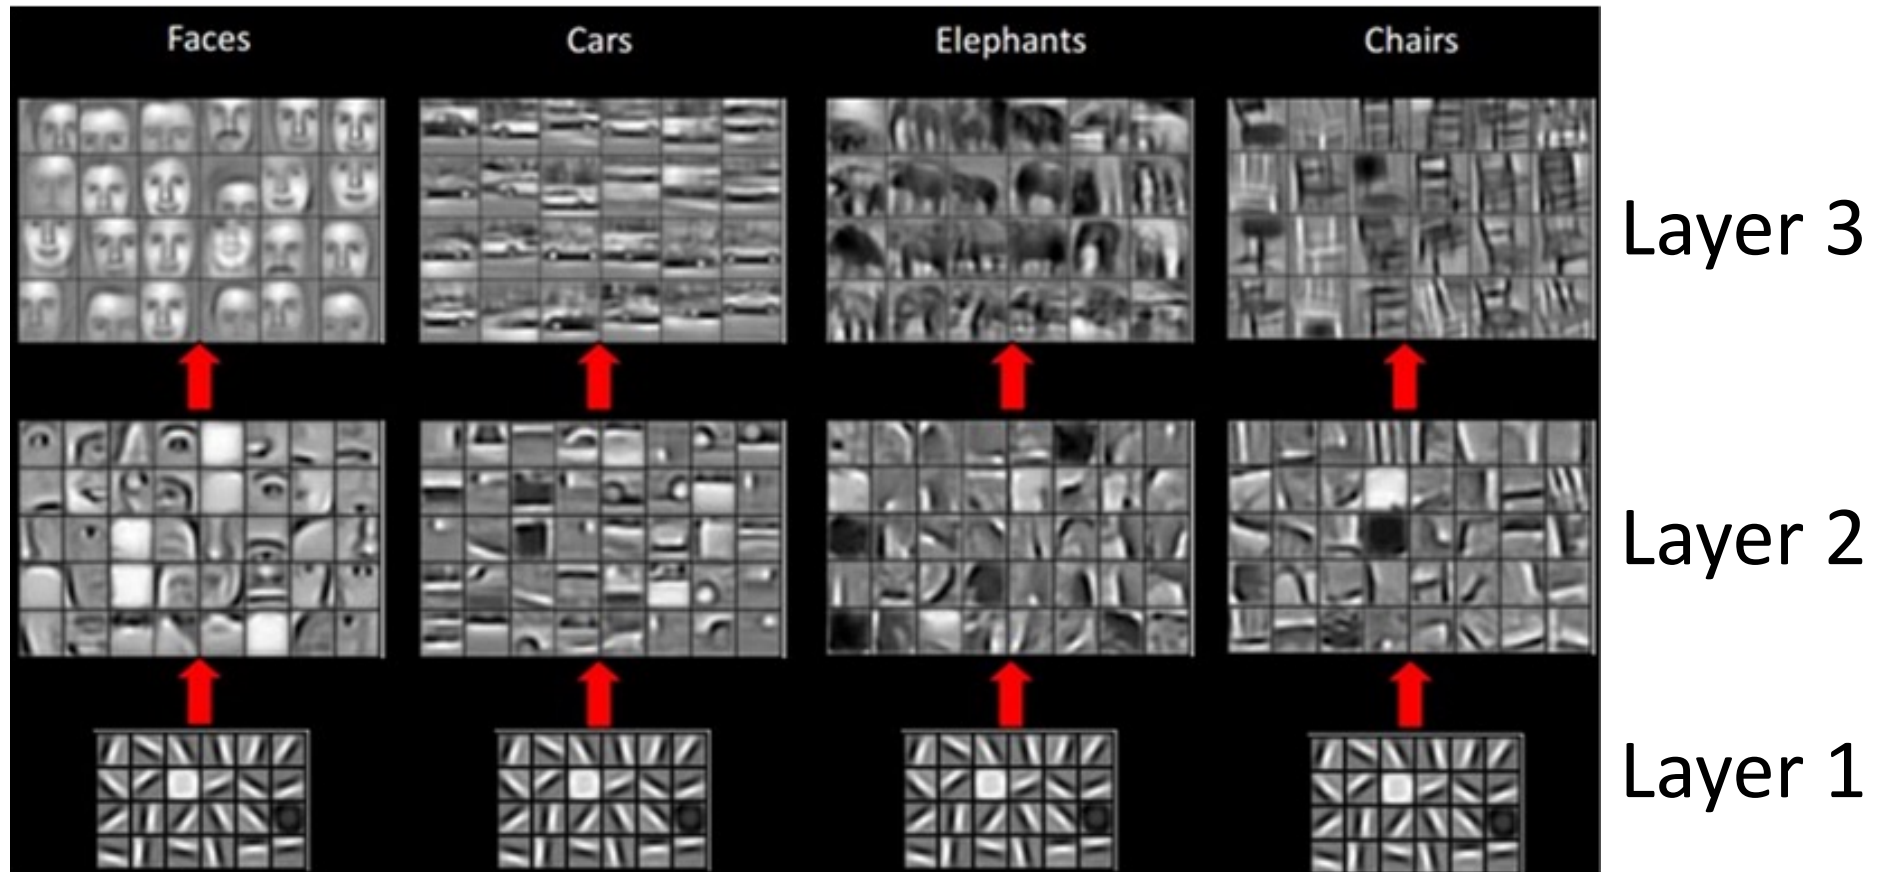 Faces
Cars
Elephants
Chairs
Layer 3
Layer 2
Layer 1